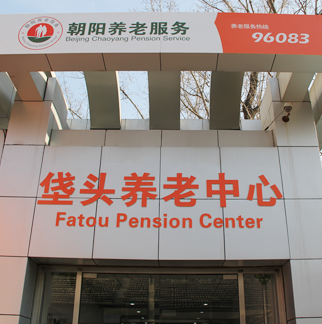 朝阳养老服务
Beijing Chaoyang Pension Service
养老服务热线
96083
垡头养老中心
Fatou Pension Center